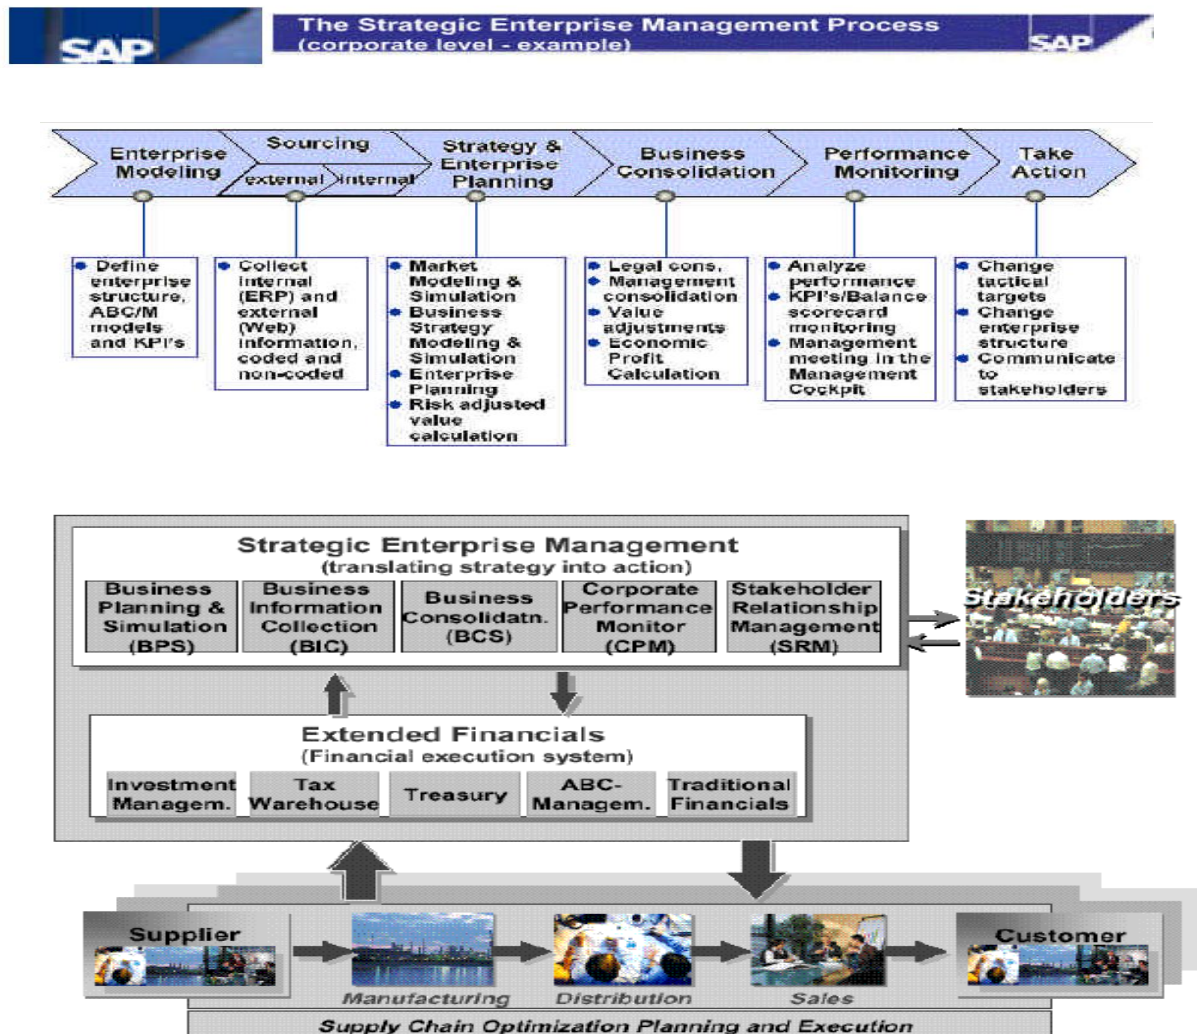 SAP
The Strategic Enterprise Management Process
(corporate level - example)
SAP
Enterprise
Modeling
Sourcing
external
internal
Strategy &
Enterprise
Planning
Business
Consolidation
Performance
Monitoring
Take
Action
Define
enterprise
structure,
ABC/M
models
and KPI's
Collect
internal
(ERP) and
external
(Web)
information,
coded and
non-coded
Market
Modeling &
Simulation
Business
Strategy
Modeling &
Simulation
Enterprise
Planning
Risk adjusted
value
calculation
Legal cons.
Management
consolidation
Value
adjustments
Economic
Profit
Calculation
Analyze
performance
KPI's/Balance
scorecard
monitoring
Management
meeting in the
Management
Cockpit
Change
tactical
targets
Change
enterprise
structure
Communicate
to
stakeholders
Strategic Enterprise Management
(translating strategy into action)
Business
Planning &
Simulation
(BPS)
Business
Information
Collection
(BIC)
Business
Consolidatn.
(BCS)
Corporate
Performance
Monitor
(CPM)
Stakeholder
Relationship
Management
(SRM)
Stakeholders
Extended Financials
(Financial execution system)
Investment
Managem.
Tax
Warehouse
Treasury
ABC-
Managem.
Traditional
Financials
Supplier
Manufacturing
Distribution
Sales
Customer
Supply Chain Optimization Planning and Execution